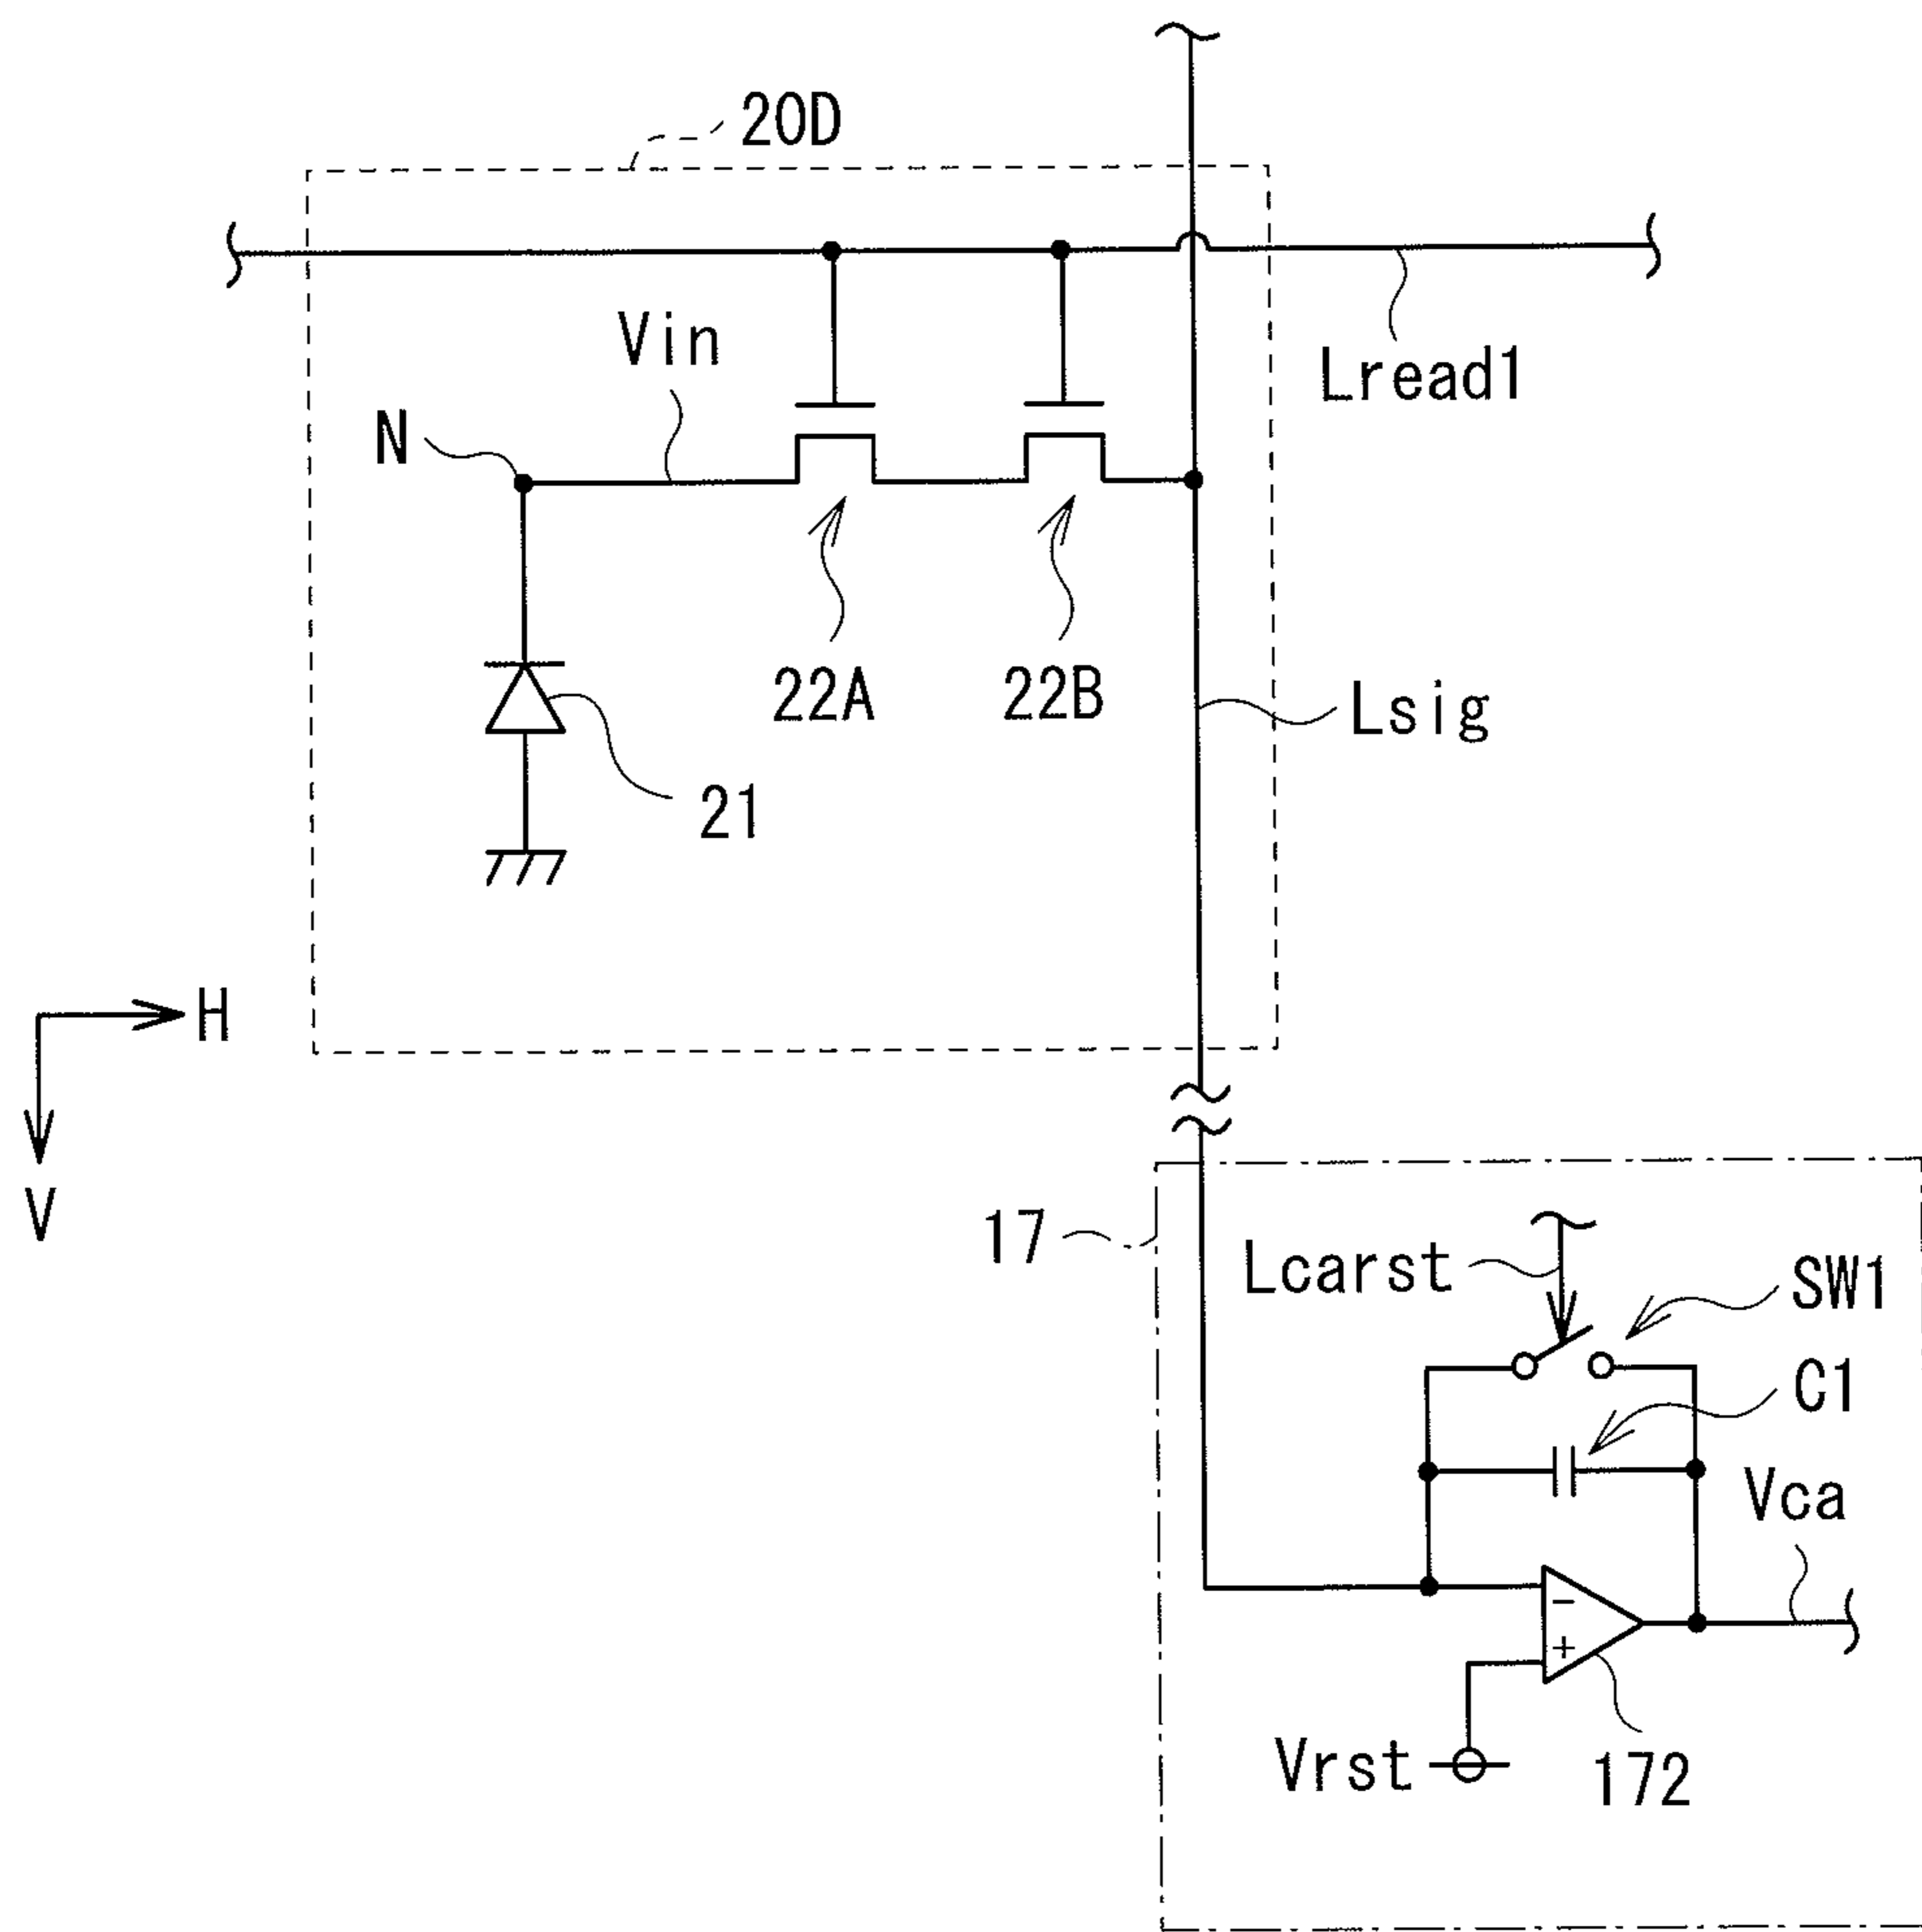 20D
Vin
Lread1
N
22A
22B
Lsig
21
H
V
17
Lcarst
SW1
C1
Vca
−
+
Vrst
172